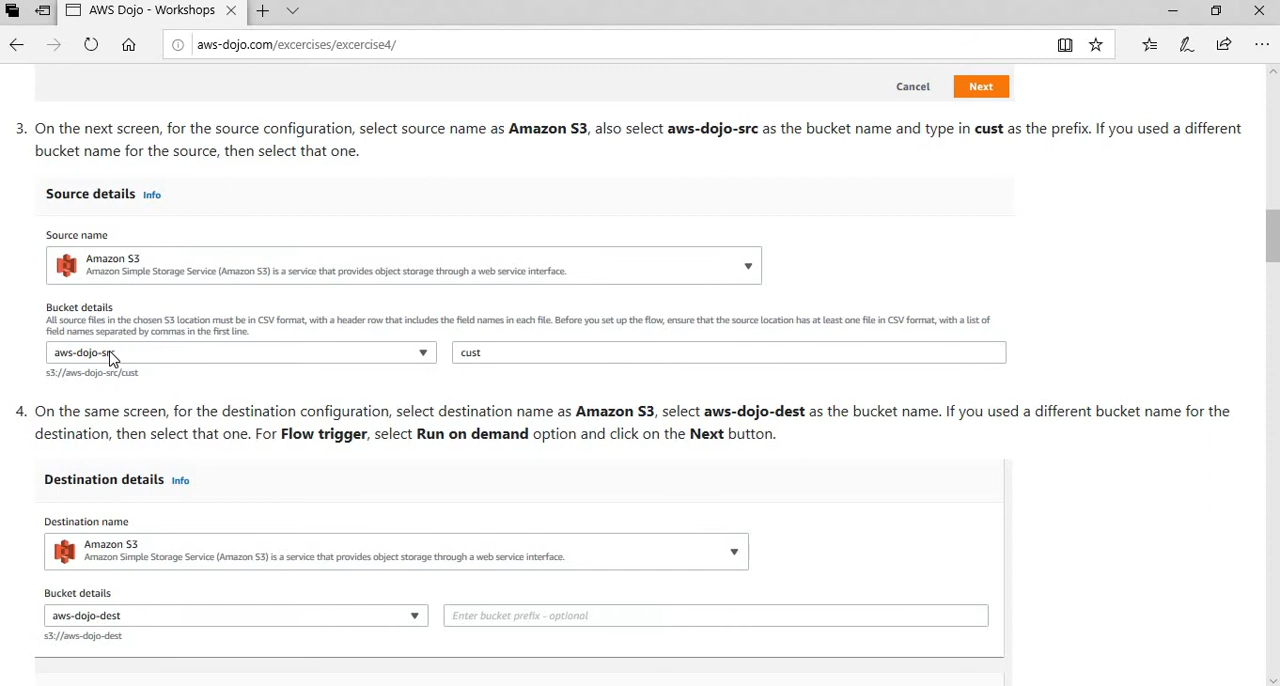 AWS Dojo - Workshops
aws-dojo.com/excercises/excercise4/
Cancel Next
3. On the next screen, for the source configuration, select source name as Amazon S3, also select aws-dojo-src as the bucket name and type in cust as the prefix. If you used a different
bucket name for the source, then select that one.
Source details Info
Source name
Amazon S3
Amazon Simple Storage Service (Amazon S3) is a service that provides object storage through a web service interface.
Bucket details
All source files in the chosen S3 location must be in CSV format, with a header row that includes the field names in each file. Before you set up the flow, ensure that the source location has at least one file in CSV format, with a list of
field names separated by commas in the first line.
aws-dojo-src cust
s3://aws-dojo-src/cust
4. On the same screen, for the destination configuration, select destination name as Amazon S3, select aws-dojo-dest as the bucket name. If you used a different bucket name for the
destination, then select that one. For Flow trigger, select Run on demand option and click on the Next button.
Destination details Info
Destination name
Amazon S3
Amazon Simple Storage Service (Amazon S3) is a service that provides object storage through a web service interface.
Bucket details
aws-dojo-dest Enter bucket prefix - optional
s3://aws-dojo-dest